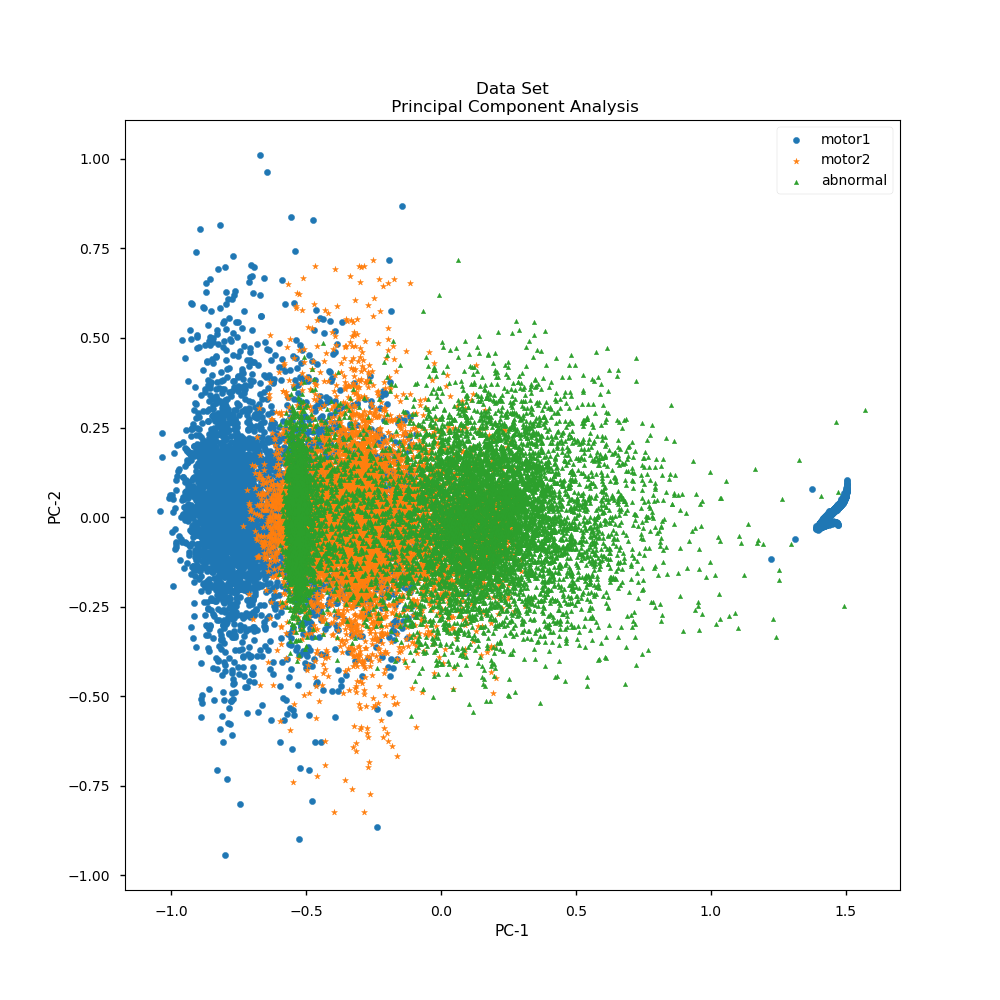 Data Set
Principal Component Analysis
motor1
motor2
abnormal
1.00
0.75
0.50
0.25
0.00
−0.25
−0.50
−0.75
−1.00
PC-2
−1.0
−0.5
0.0
0.5
1.0
1.5
PC-1